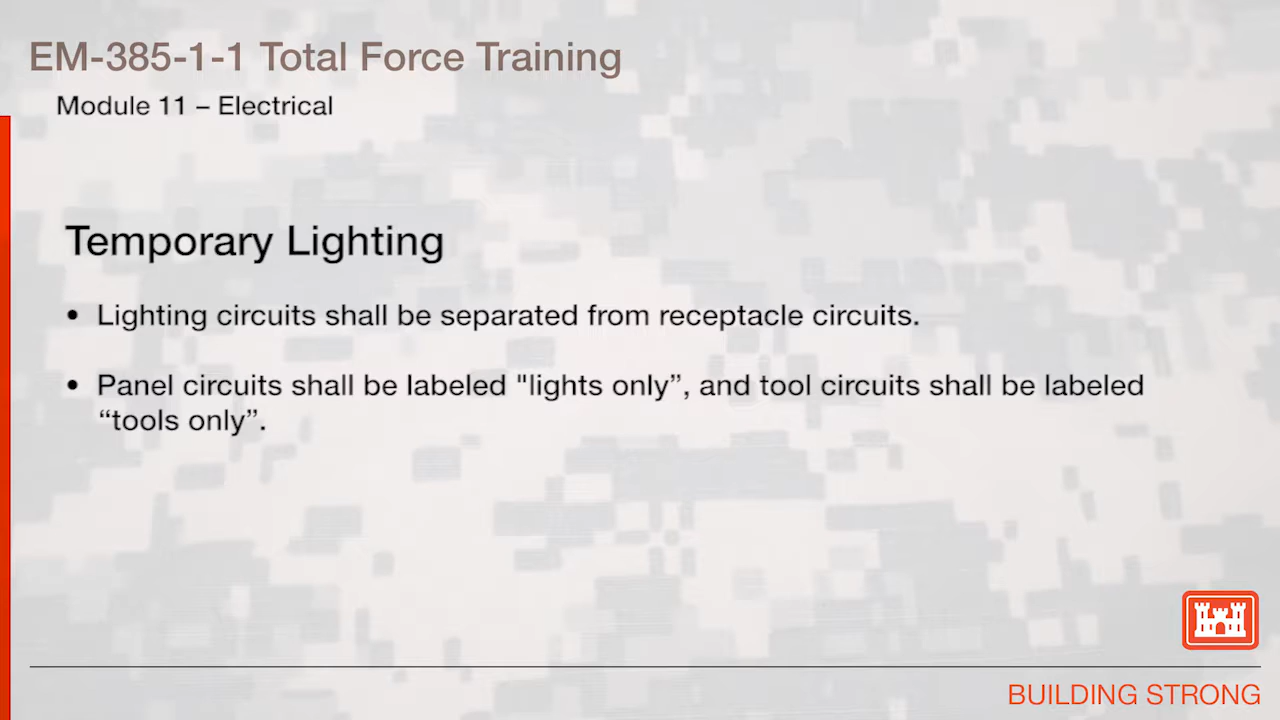 EM-385-1-1 Total Force Training
Module 11 – Electrical
Temporary Lighting
• Lighting circuits shall be separated from receptacle circuits.
• Panel circuits shall be labeled "lights only”, and tool circuits shall be labeled
“tools only”.
BUILDING STRONG